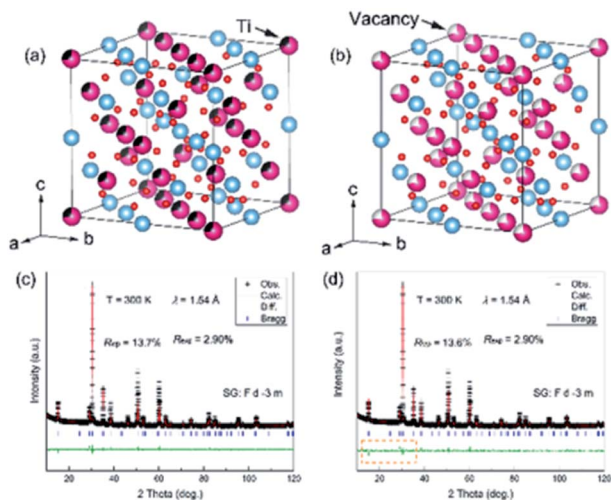 Ti
(a)
c
a
b
Vacancy
(b)
c
a
b
(c)
T = 300 K
λ = 1.54 Å
Obs.
Calc.
Diff.
Bragg
Rwp = 13.7%
Rexp = 2.90%
SG: F d -3 m
Intensity (a.u.)
20 40 60 80 100 120
2 Theta (deg.)
(d)
T = 300 K
λ = 1.54 Å
Obs.
Calc.
Diff.
Bragg
Rwp = 13.6%
Rexp = 2.90%
SG: F d -3 m
Intensity (a.u.)
20 40 60 80 100 120
2 Theta (deg.)